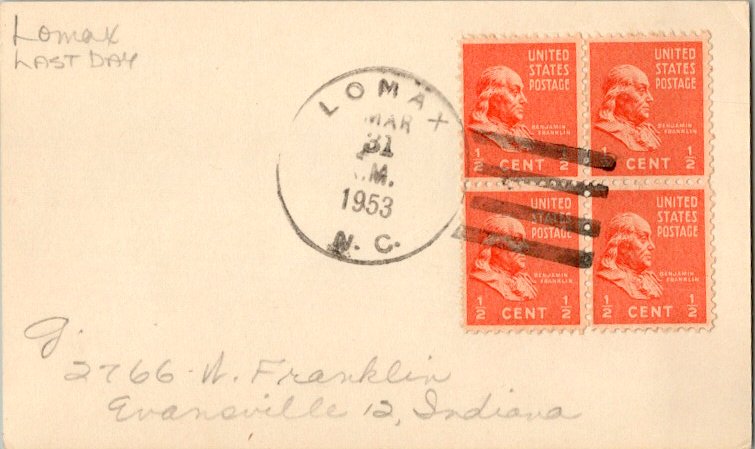 Lomax
LAST DAY
LOMAX
MAR
31
M.
1953
N. C.
UNITED
STATES
POSTAGE
BENJAMIN
FRANKLIN
1/2 CENT 1/2
UNITED
STATES
POSTAGE
BENJAMIN
FRANKLIN
1/2 CENT 1/2
UNITED
STATES
POSTAGE
BENJAMIN
FRANKLIN
1/2 CENT 1/2
UNITED
STATES
POSTAGE
BENJAMIN
FRANKLIN
1/2 CENT 1/2
2766 W. Franklin
Evansville 12, Indiana